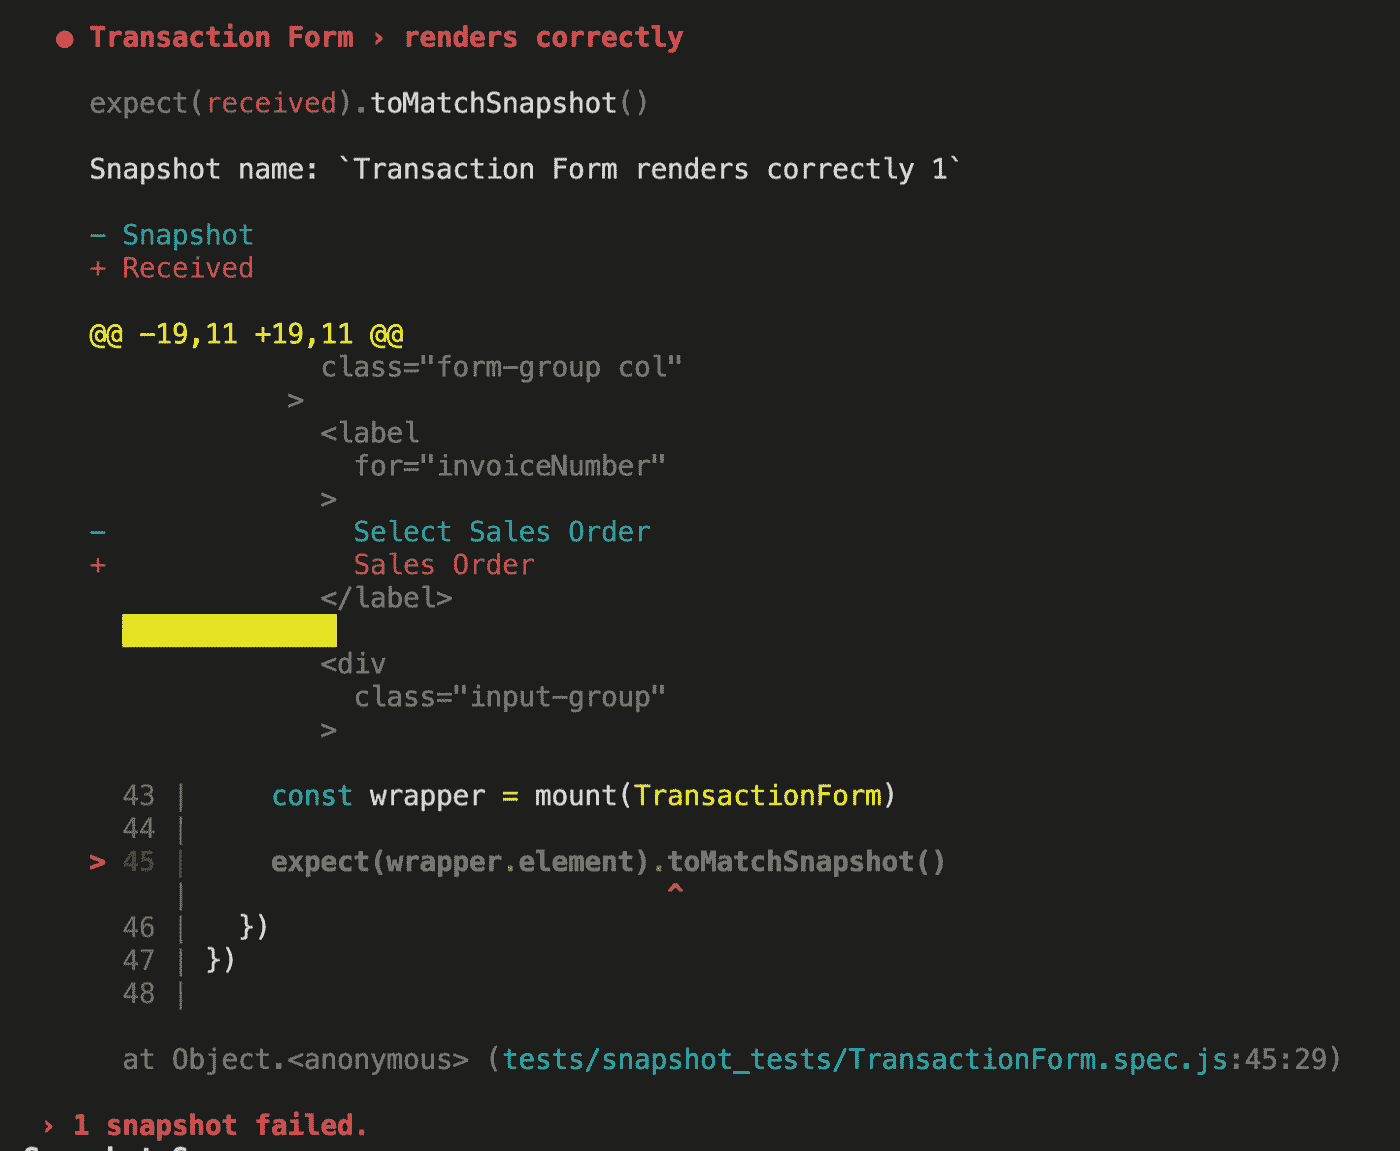 ● Transaction Form › renders correctly
expect(received).toMatchSnapshot()
Snapshot name: `Transaction Form renders correctly 1`
- Snapshot
+ Received
@@ -19,11 +19,11 @@
class="form-group col"
>
<label
for="invoiceNumber"
>
- Select Sales Order
+ Sales Order
</label>
<div
class="input-group"
>
43 | const wrapper = mount(TransactionForm)
44 |
> 45 | expect(wrapper.element).toMatchSnapshot()
| ^
46 | })
47 | })
48 |
at Object.<anonymous> (tests/snapshot_tests/TransactionForm.spec.js:45:29)
› 1 snapshot failed.